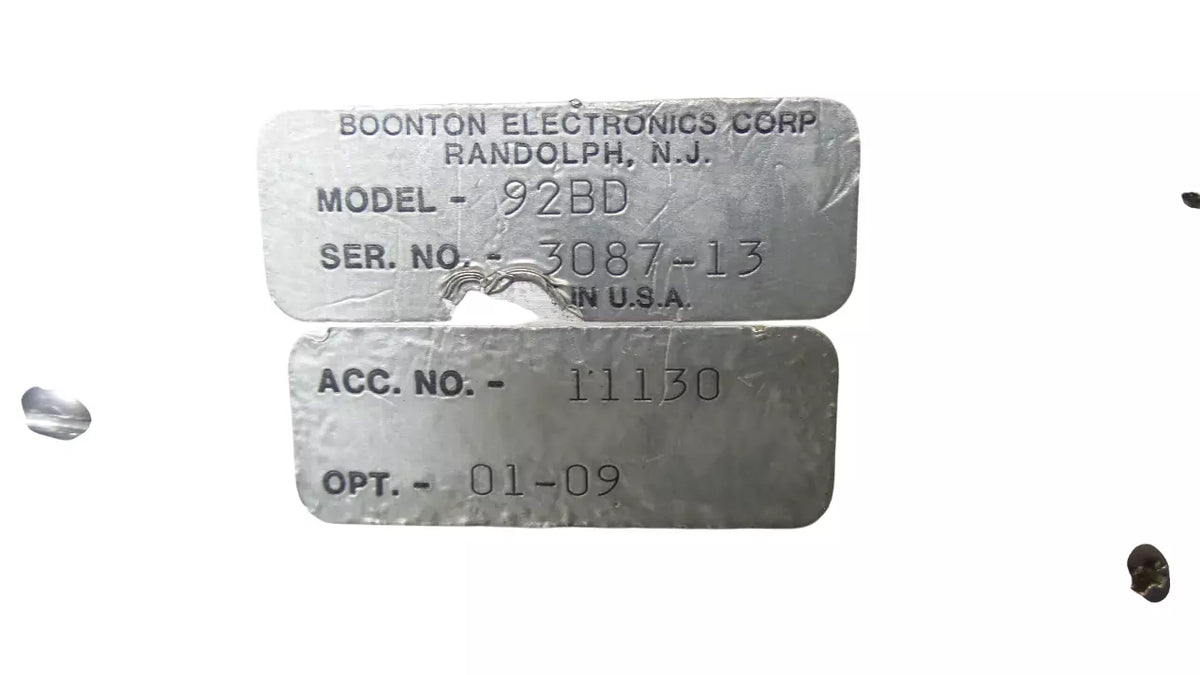 BOONTON ELECTRONICS CORP
RANDOLPH, N.J.
MODEL - 92BD
SER. NO. - 3087-13
IN U.S.A.
ACC. NO. - 11130
OPT. - 01-09